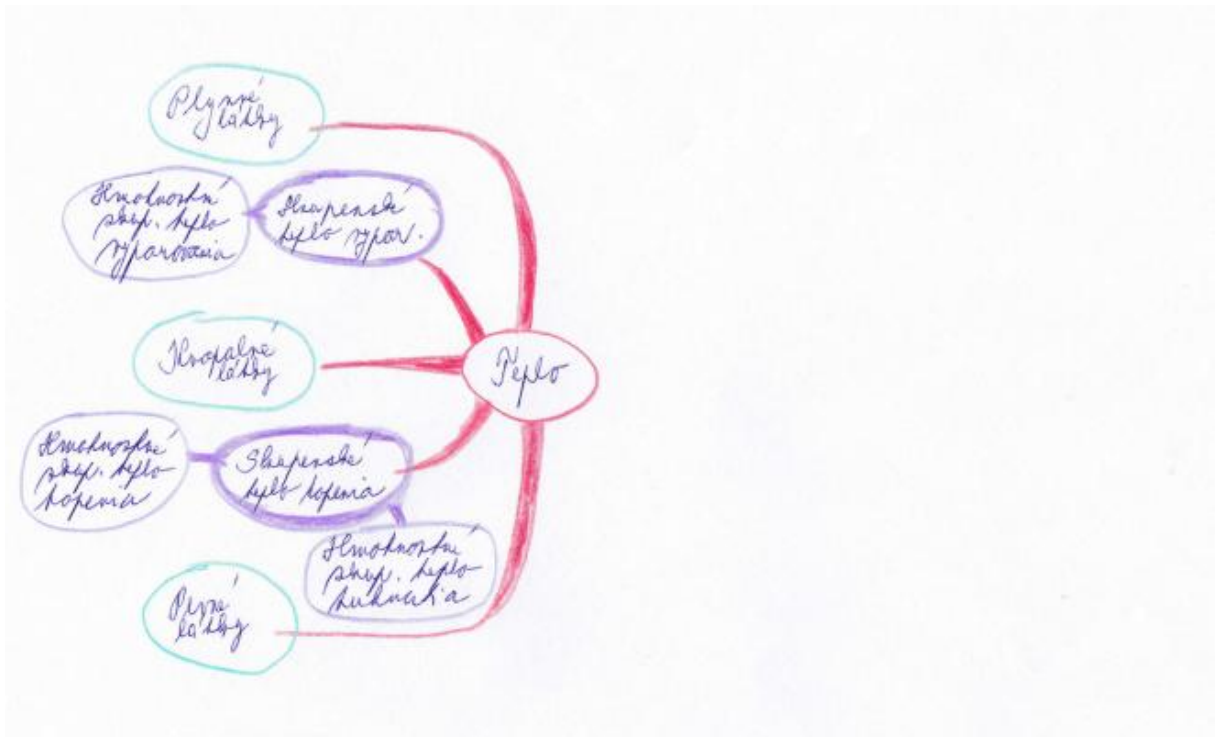 Plynné
látky
Hmotnostné
skup. teplo
vyparovania
Skupenské
teplo vypar.
Kvapalné
látky
Teplo
Hmotnostné
skup. teplo
topenia
Skupenské
teplo topenia
Hmotnostné
skup. teplo
tuhnutia
Pevné
látky